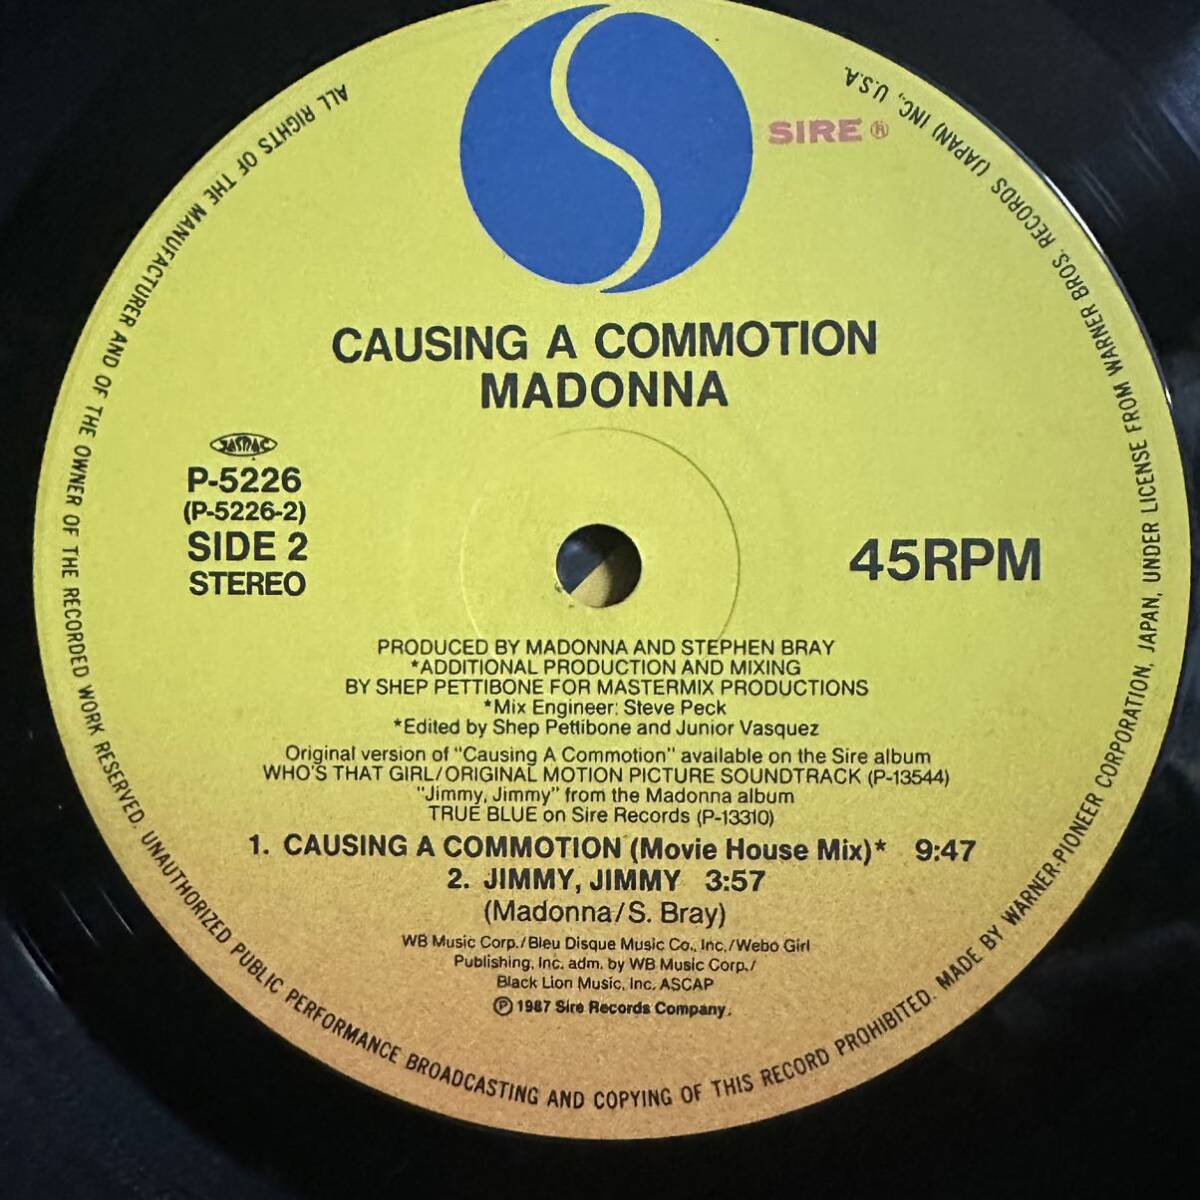 SIRE ®
CAUSING A COMMOTION
MADONNA
JASRAC
P-5226
(P-5226-2)
SIDE 2
STEREO
45RPM
PRODUCED BY MADONNA AND STEPHEN BRAY
*ADDITIONAL PRODUCTION AND MIXING
BY SHEP PETTIBONE FOR MASTERMIX PRODUCTIONS
*Mix Engineer: Steve Peck
*Edited by Shep Pettibone and Junior Vasquez
Original version of "Causing A Commotion" available on the Sire album
WHO'S THAT GIRL/ORIGINAL MOTION PICTURE SOUNDTRACK (P-13544)
"Jimmy, Jimmy" from the Madonna album
TRUE BLUE on Sire Records (P-13310)
1. CAUSING A COMMOTION (Movie House Mix)* 9:47
2. JIMMY, JIMMY 3:57
(Madonna/S. Bray)
WB Music Corp./Bleu Disque Music Co., Inc./Webo Girl
Publishing, Inc. adm. by WB Music Corp./
Black Lion Music, Inc. ASCAP
℗ 1987 Sire Records Company.
ALL RIGHTS OF THE MANUFACTURER AND OF THE OWNER OF THE RECORDED WORK RESERVED. UNAUTHORIZED PUBLIC PERFORMANCE BROADCASTING AND COPYING OF THIS RECORD PROHIBITED. MADE BY WARNER-PIONEER CORPORATION, JAPAN, UNDER LICENSE FROM WARNER BROS. RECORDS (JAPAN) INC., U.S.A.